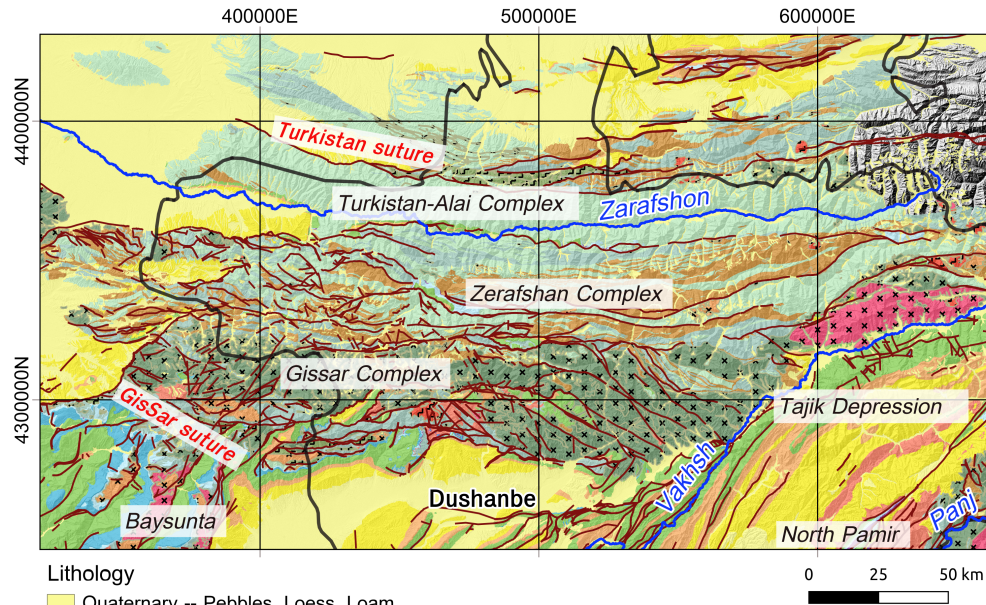 400000E
500000E
600000E
4400000N
Turkistan suture
Turkistan-Alai Complex
Zarafshon
Zerafshan Complex
Gissar Complex
4300000N
GisSar suture
Tajik Depression
Vakhsh
Dushanbe
Panj
Baysunta
North Pamir
Lithology
0 25 50 km
Quaternary -- Pebbles, Loess, Loam